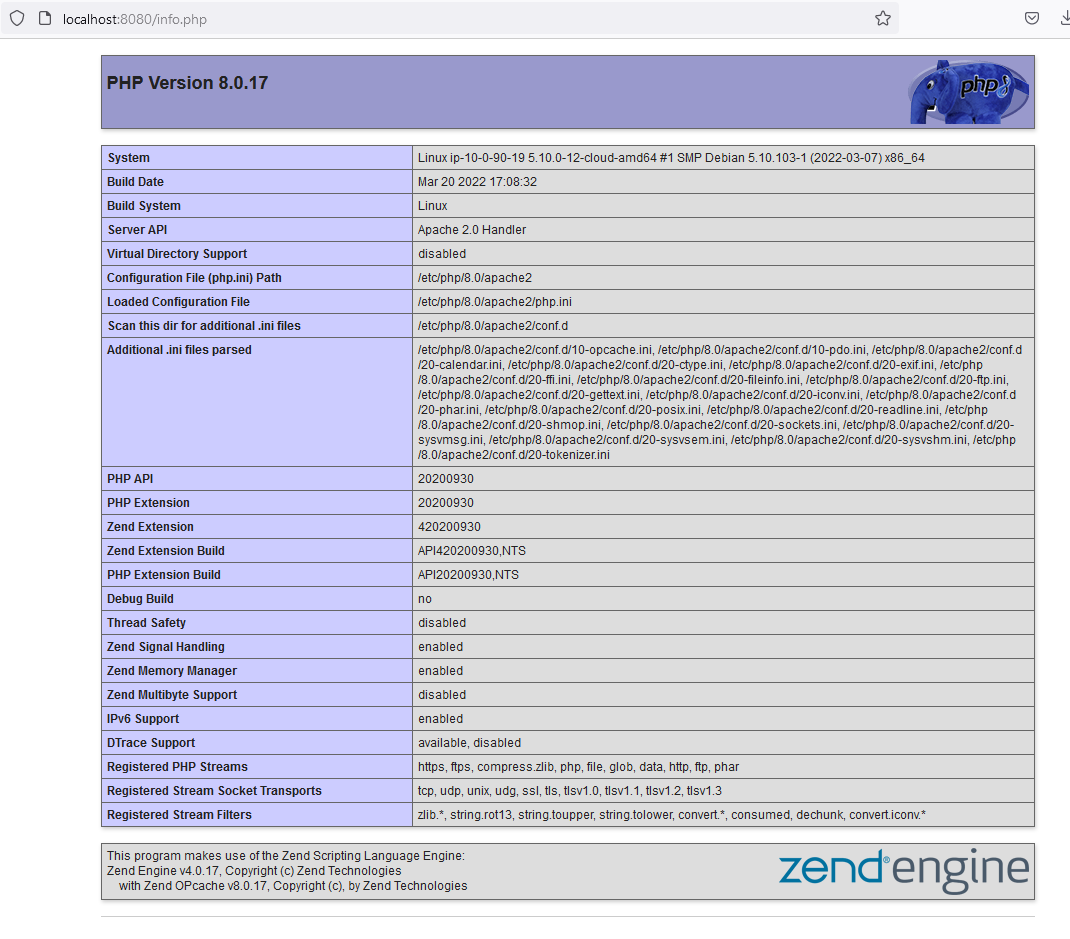 localhost:8080/info.php
PHP Version 8.0.17
php
System Linux ip-10-0-90-19 5.10.0-12-cloud-amd64 #1 SMP Debian 5.10.103-1 (2022-03-07) x86_64
Build Date Mar 20 2022 17:08:32
Build System Linux
Server API Apache 2.0 Handler
Virtual Directory Support disabled
Configuration File (php.ini) Path /etc/php/8.0/apache2
Loaded Configuration File /etc/php/8.0/apache2/php.ini
Scan this dir for additional .ini files /etc/php/8.0/apache2/conf.d
Additional .ini files parsed /etc/php/8.0/apache2/conf.d/10-opcache.ini, /etc/php/8.0/apache2/conf.d/10-pdo.ini, /etc/php/8.0/apache2/conf.d
/20-calendar.ini, /etc/php/8.0/apache2/conf.d/20-ctype.ini, /etc/php/8.0/apache2/conf.d/20-exif.ini, /etc/php
/8.0/apache2/conf.d/20-ffi.ini, /etc/php/8.0/apache2/conf.d/20-fileinfo.ini, /etc/php/8.0/apache2/conf.d/20-ftp.ini,
/etc/php/8.0/apache2/conf.d/20-gettext.ini, /etc/php/8.0/apache2/conf.d/20-iconv.ini, /etc/php/8.0/apache2/conf.d
/20-phar.ini, /etc/php/8.0/apache2/conf.d/20-posix.ini, /etc/php/8.0/apache2/conf.d/20-readline.ini, /etc/php
/8.0/apache2/conf.d/20-shmop.ini, /etc/php/8.0/apache2/conf.d/20-sockets.ini, /etc/php/8.0/apache2/conf.d/20-
sysvmsg.ini, /etc/php/8.0/apache2/conf.d/20-sysvsem.ini, /etc/php/8.0/apache2/conf.d/20-sysvshm.ini, /etc/php
/8.0/apache2/conf.d/20-tokenizer.ini
PHP API 20200930
PHP Extension 20200930
Zend Extension 420200930
Zend Extension Build API420200930,NTS
PHP Extension Build API20200930,NTS
Debug Build no
Thread Safety disabled
Zend Signal Handling enabled
Zend Memory Manager enabled
Zend Multibyte Support disabled
IPv6 Support enabled
DTrace Support available, disabled
Registered PHP Streams https, ftps, compress.zlib, php, file, glob, data, http, ftp, phar
Registered Stream Socket Transports tcp, udp, unix, udg, ssl, tls, tlsv1.0, tlsv1.1, tlsv1.2, tlsv1.3
Registered Stream Filters zlib.*, string.rot13, string.toupper, string.tolower, convert.*, consumed, dechunk, convert.iconv.*
This program makes use of the Zend Scripting Language Engine:
Zend Engine v4.0.17, Copyright (c) Zend Technologies
with Zend OPcache v8.0.17, Copyright (c), by Zend Technologies
zend® engine